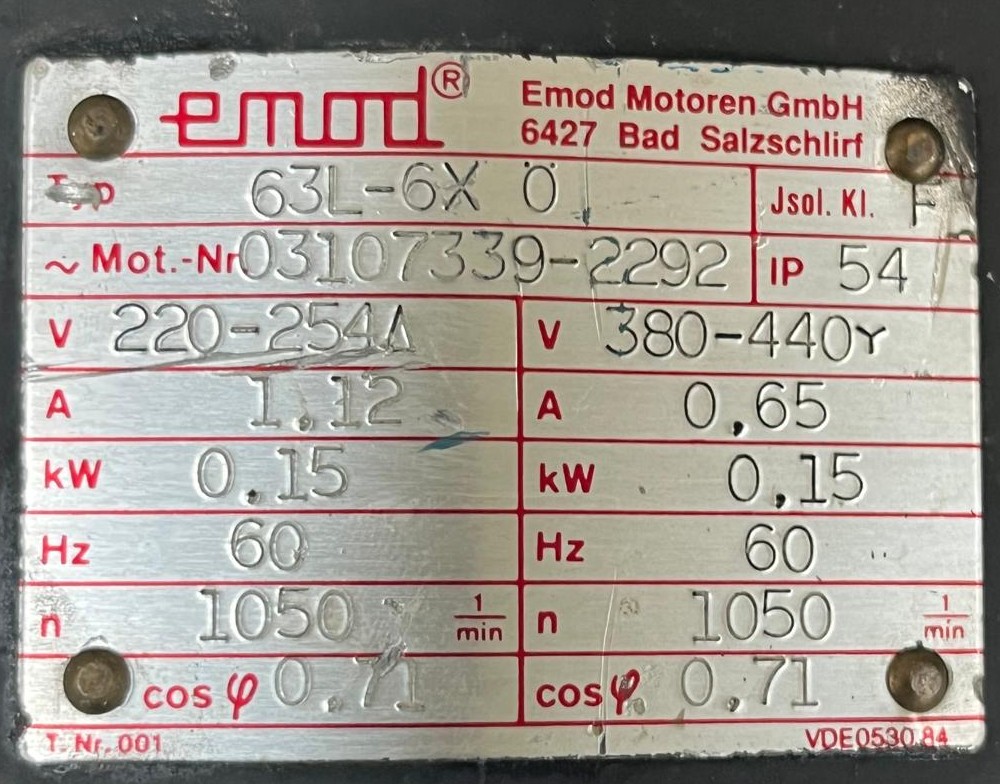 emod®
Emod Motoren GmbH
6427 Bad Salzschlirf
Typ 63L-6X Ö Jsol. Kl. F
~ Mot.-Nr 03107339-2292 IP 54
V 220-254Δ V 380-440Y
A 1.12 A 0,65
kW 0.15 kW 0,15
Hz 60 Hz 60
n 1050 1/min n 1050 1/min
cos φ 0.71 cos φ 0.71
T. Nr. 001 VDE0530.84